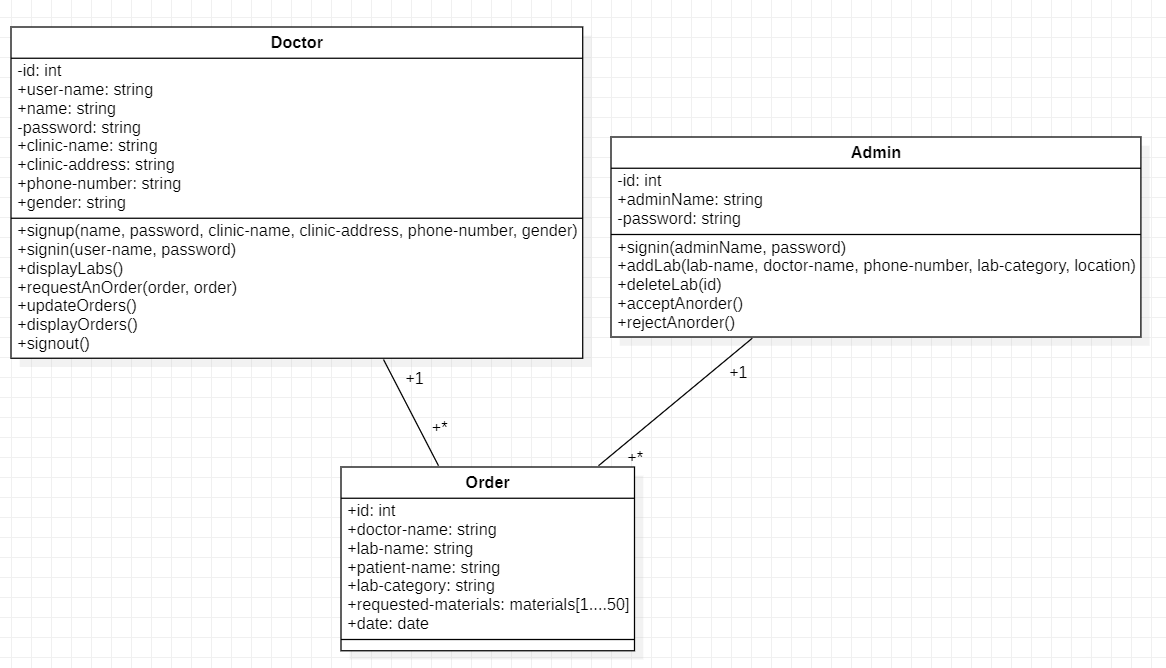 Doctor
-id: int
+user-name: string
+name: string
-password: string
+clinic-name: string
+clinic-address: string
+phone-number: string
+gender: string
+signup(name, password, clinic-name, clinic-address, phone-number, gender)
+signin(user-name, password)
+displayLabs()
+requestAnOrder(order, order)
+updateOrders()
+displayOrders()
+signout()
Admin
-id: int
+adminName: string
-password: string
+signin(adminName, password)
+addLab(lab-name, doctor-name, phone-number, lab-category, location)
+deleteLab(id)
+acceptAnorder()
+rejectAnorder()
+1
+*
+1
+*
Order
+id: int
+doctor-name: string
+lab-name: string
+patient-name: string
+lab-category: string
+requested-materials: materials[1....50]
+date: date